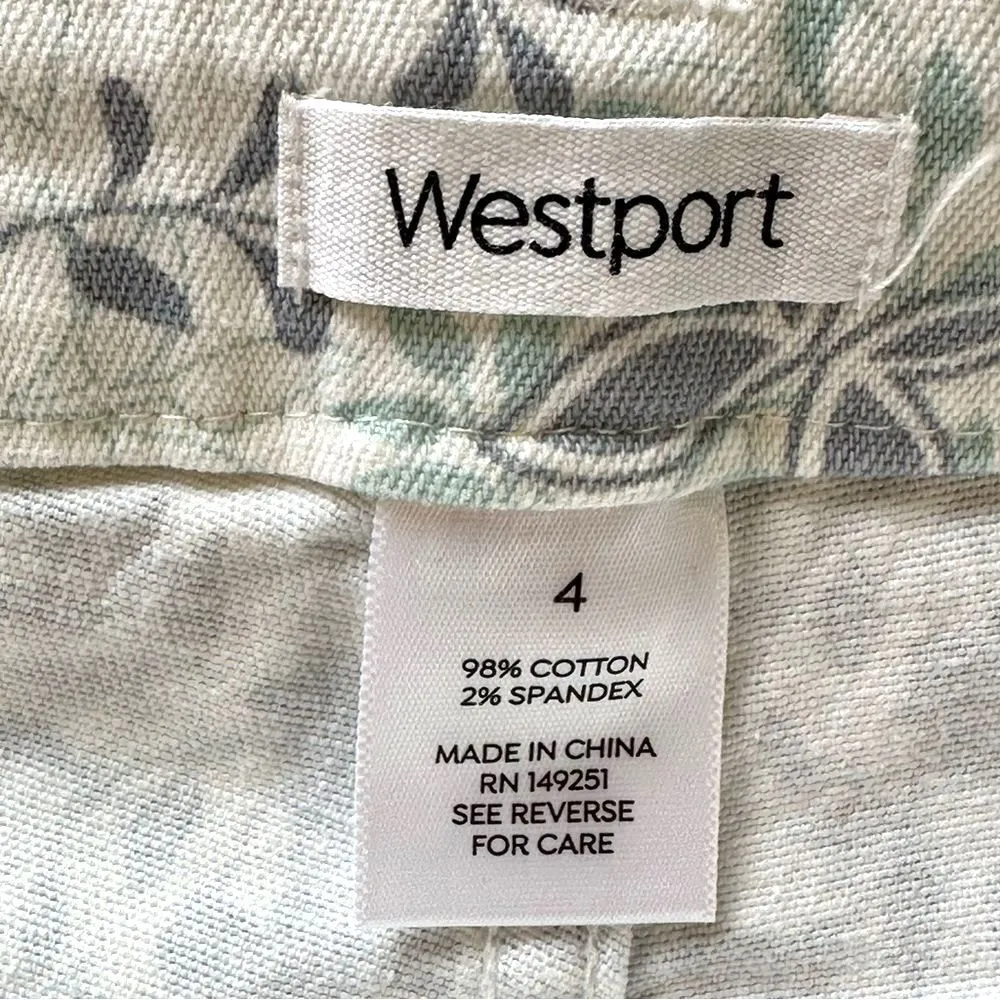 Westport
4
98% COTTON
2% SPANDEX
MADE IN CHINA
RN 149251
SEE REVERSE
FOR CARE